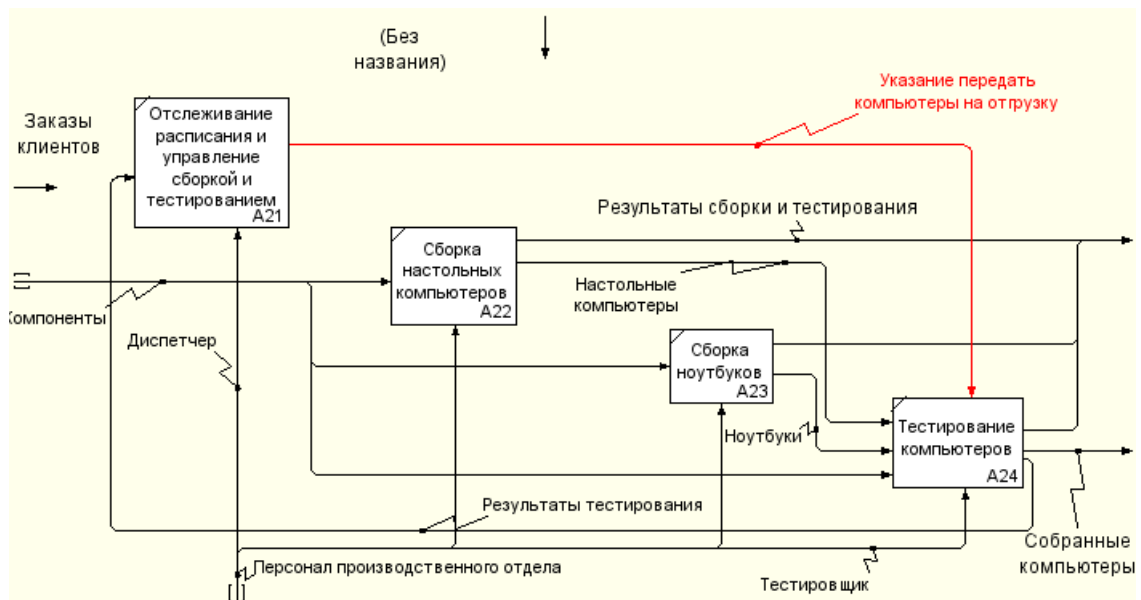 (Без
названия)
Указание передать
компьютеры на отгрузку
Заказы
клиентов
Отслеживание
расписания и
управление
сборкой и
тестированием
A21
Результаты сборки и тестирования
Сборка
настольных
компьютеров
A22
Настольные
компьютеры
Компоненты
Диспетчер
Сборка
ноутбуков
A23
Ноутбуки
Тестирование
компьютеров
A24
Результаты тестирования
Собранные
компьютеры
Персонал производственного отдела
Тестировщик